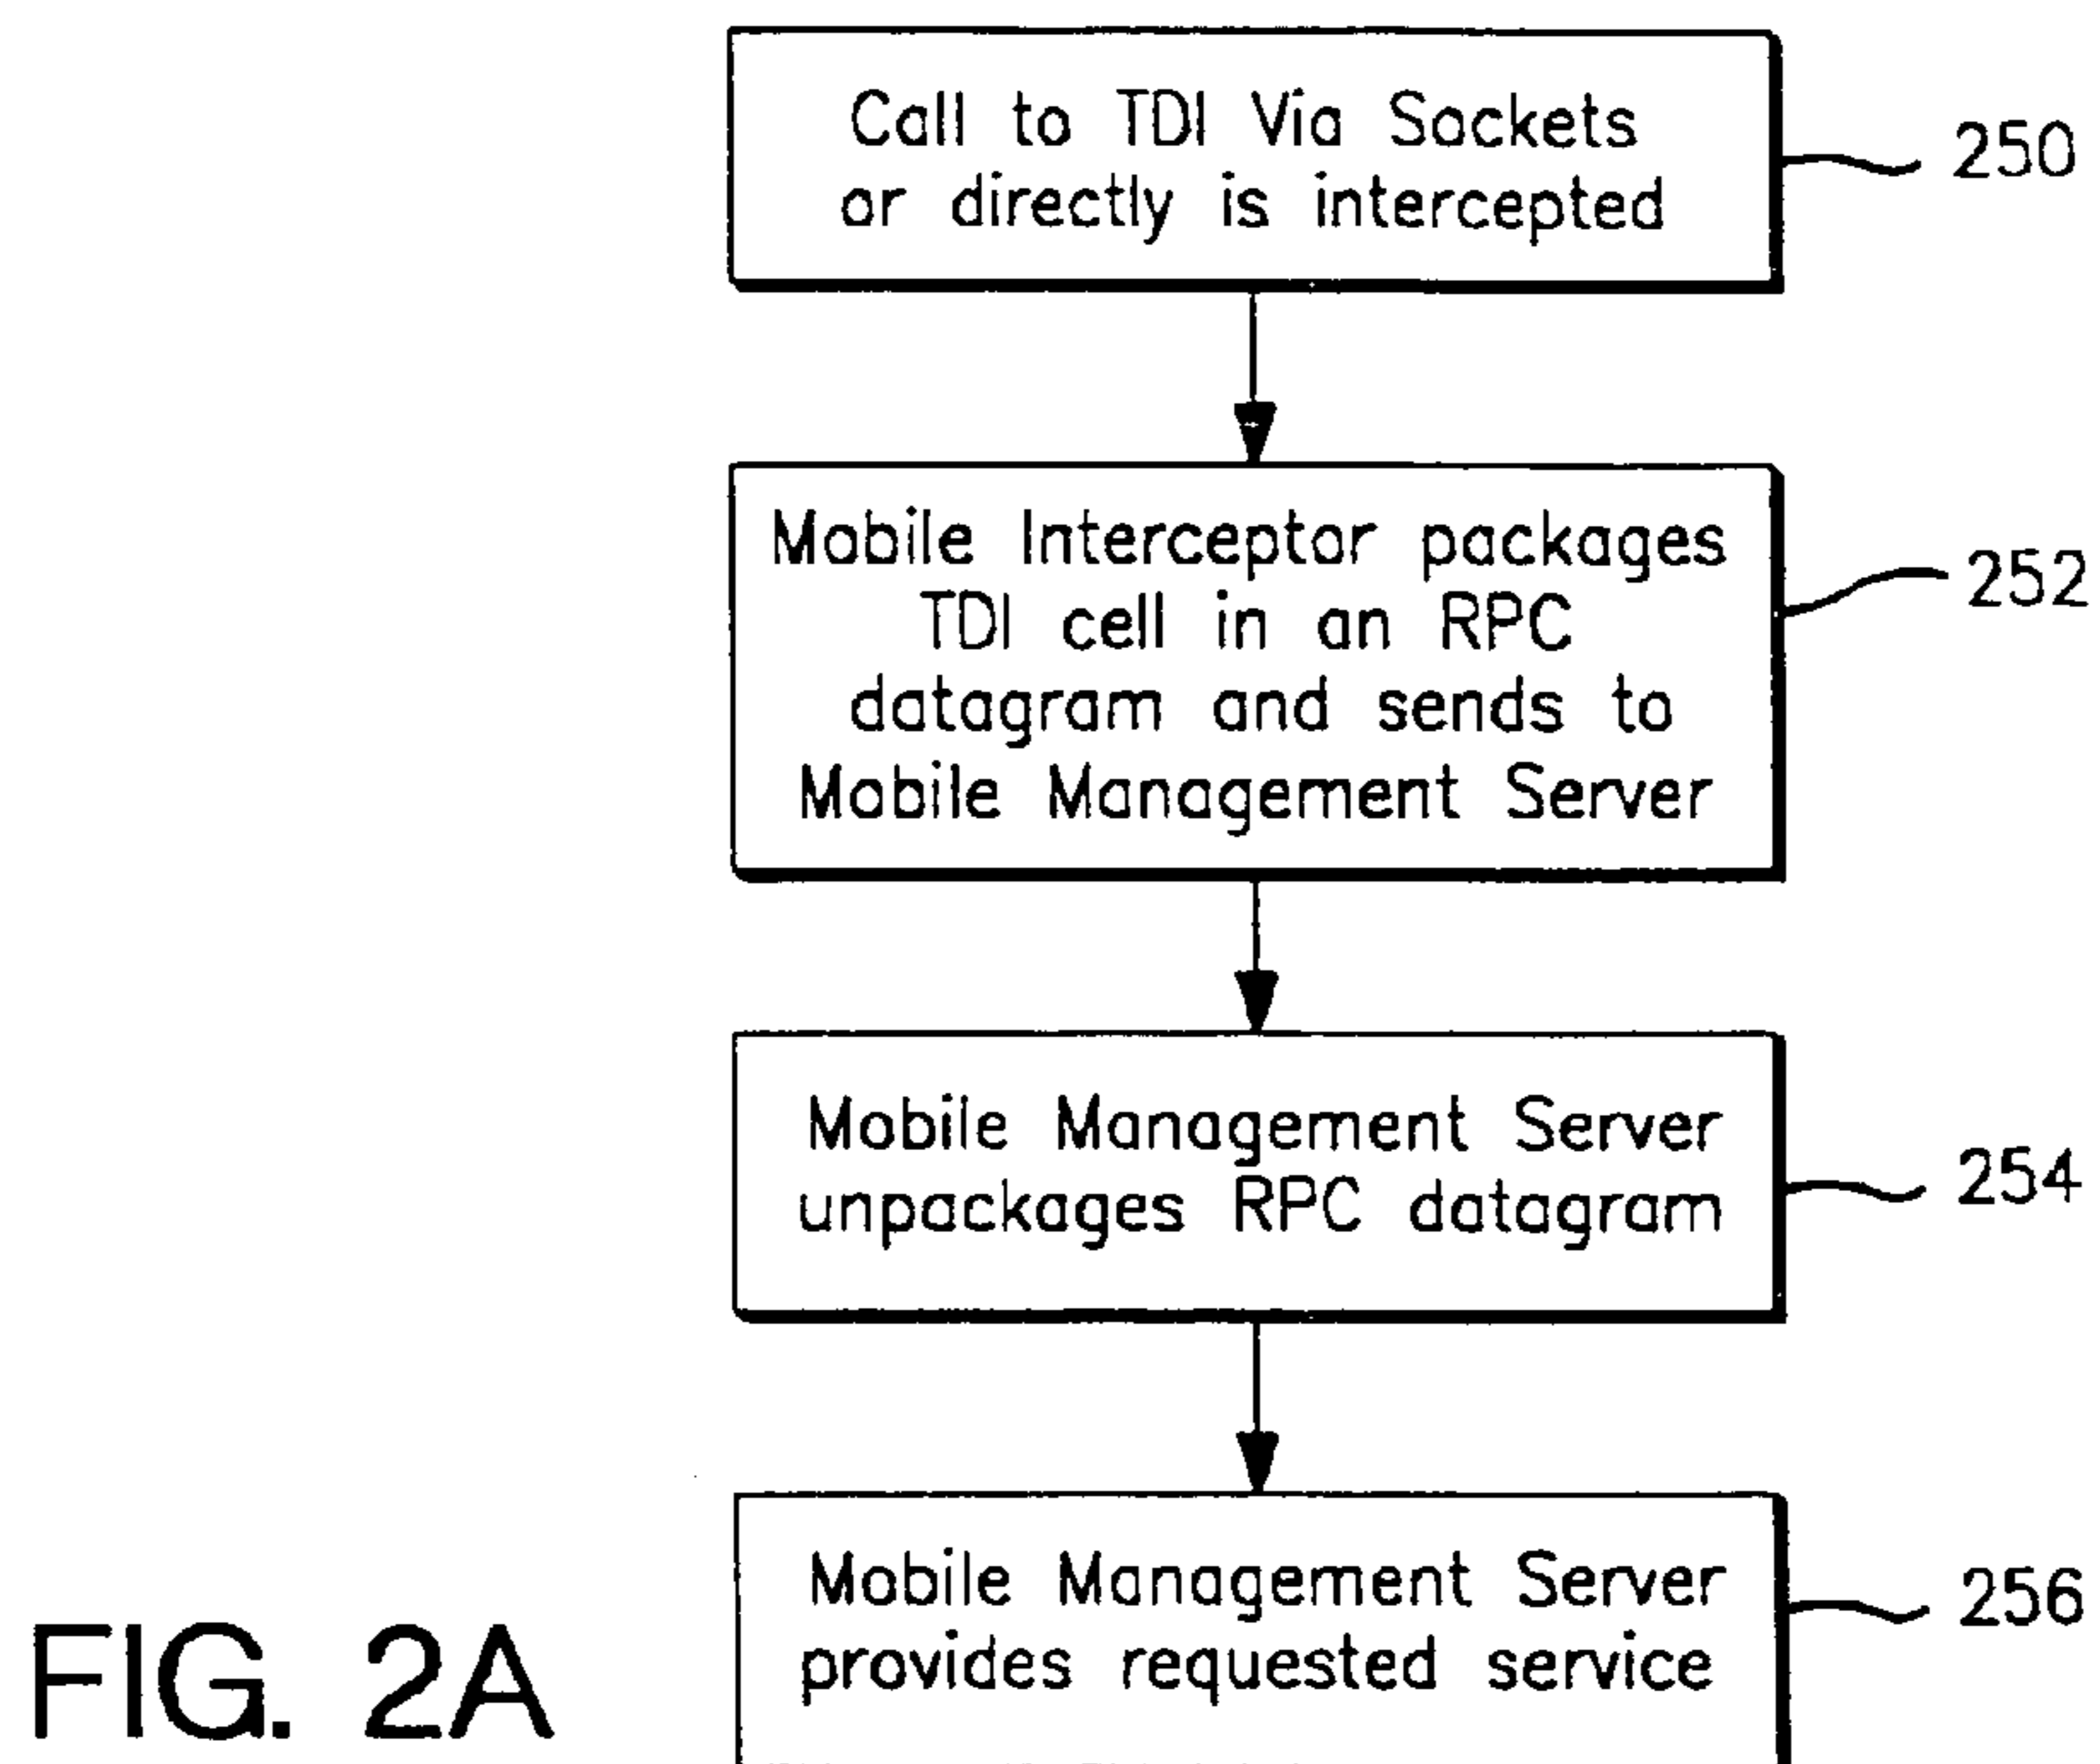 Call to TDI Via Sockets
or directly is intercepted
250
Mobile Interceptor packages
TDI cell in an RPC
datagram and sends to
Mobile Management Server
252
Mobile Management Server
unpackages RPC datagram
254
Mobile Management Server
provides requested service
256
FIG. 2A